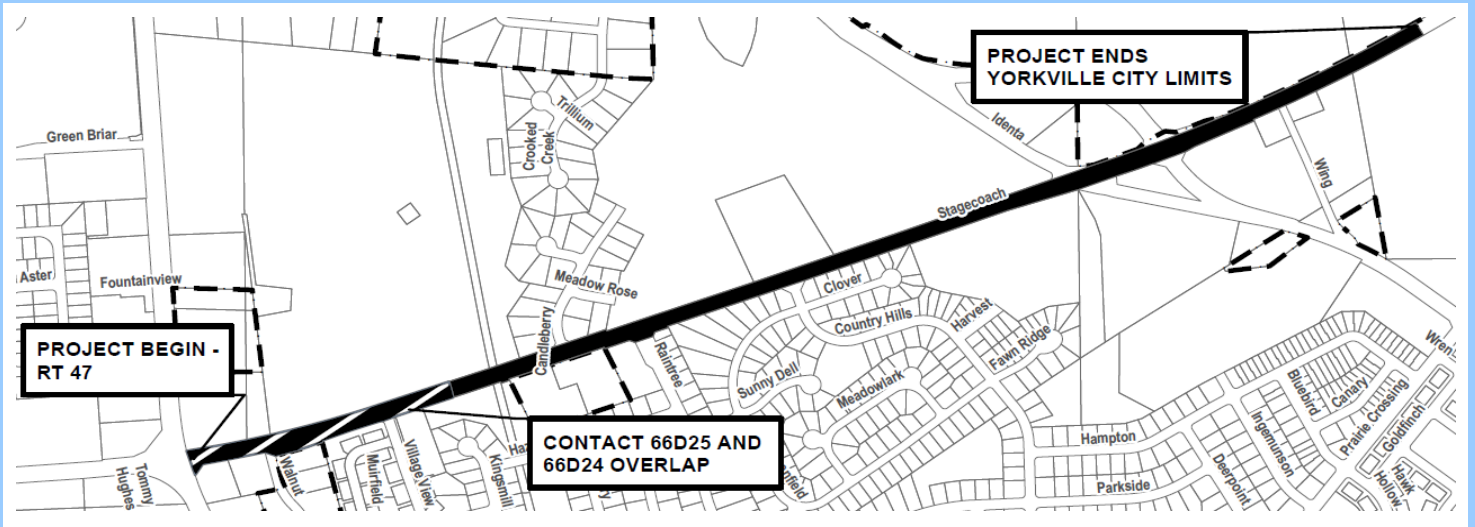 PROJECT ENDS
YORKVILLE CITY LIMITS
Trillium
Identa
Green Briar
Crooked
Creek
Wing
Stagecoach
Aster
Fountainview
Meadow Rose
Clover
Country Hills
Harvest
Fawn Ridge
Candleberry
Raintree
PROJECT BEGIN -
RT 47
Sunny Dell
Meadowlark
Wren
Bluebird
Canary
Prairie Crossing
Goldfinch
CONTACT 66D25 AND
66D24 OVERLAP
Hampton
Ingemunson
Tommy
Hughes
Walnut
Muirfield
Village View
Kingsmill
Deerpoint
Parkside
Hawk
Hollow